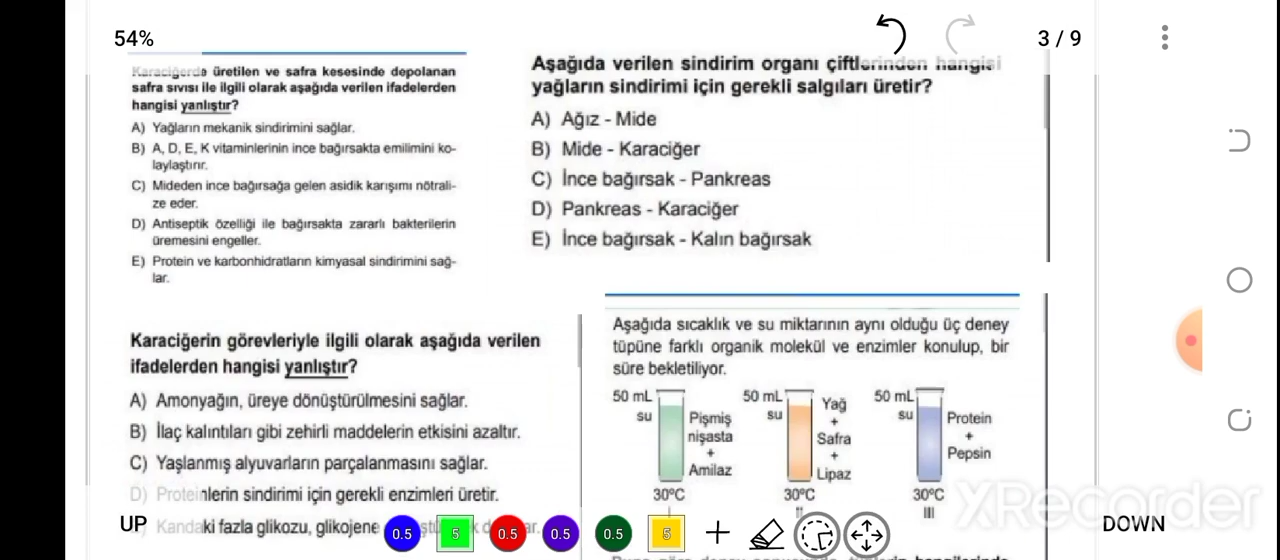 54%
3 / 9
Karaciğerde üretilen ve safra kesesinde depolanan
safra sıvısı ile ilgili olarak aşağıda verilen ifadelerden
hangisi yanlıştır?
A) Yağların mekanik sindirimini sağlar.
B) A, D, E, K vitaminlerinin ince bağırsakta emilimini ko-
laylaştırır.
C) Mideden ince bağırsağa gelen asidik karışımı nötrali-
ze eder.
D) Antiseptik özelliği ile bağırsakta zararlı bakterilerin
üremesini engeller.
E) Protein ve karbonhidratların kimyasal sindirimini sağ-
lar.
Aşağıda verilen sindirim organı çiftlerinden hangisi
yağların sindirimi için gerekli salgıları üretir?
A) Ağız - Mide
B) Mide - Karaciğer
C) İnce bağırsak - Pankreas
D) Pankreas - Karaciğer
E) İnce bağırsak - Kalın bağırsak
Karaciğerin görevleriyle ilgili olarak aşağıda verilen
ifadelerden hangisi yanlıştır?
A) Amonyağın, üreye dönüştürülmesini sağlar.
B) İlaç kalıntıları gibi zehirli maddelerin etkisini azaltır.
C) Yaşlanmış alyuvarların parçalanmasını sağlar.
D) Proteinlerin sindirimi için gerekli enzimleri üretir.
Kandaki fazla glikozu, glikojene
Aşağıda sıcaklık ve su miktarının aynı olduğu üç deney
tüpüne farklı organik molekül ve enzimler konulup, bir
süre bekletiliyor.
50 mL
su
Pişmiş
nişasta
+
Amilaz
30ºC
I
50 mL
su
Yağ
+
Safra
+
Lipaz
30ºC
II
50 mL
su
Protein
+
Pepsin
30ºC
III
UP
0.5
5
0.5
0.5
0.5
5
DOWN
XRecorder